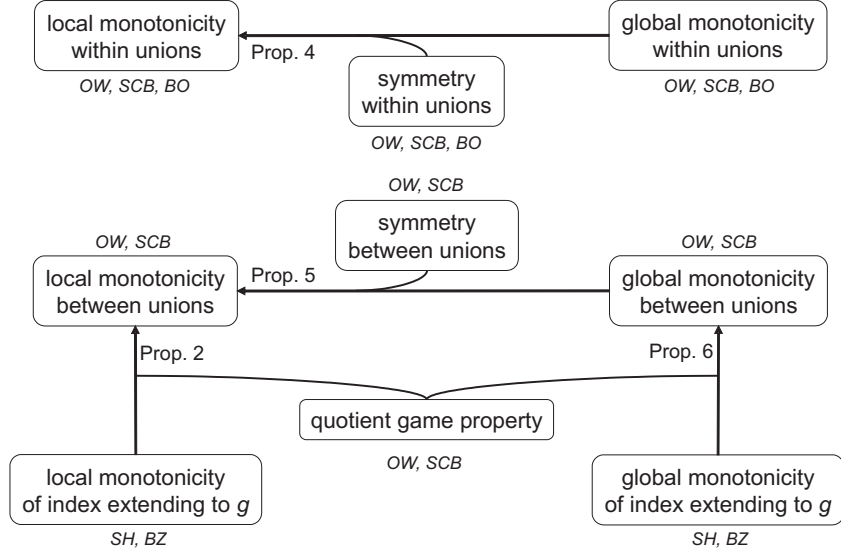 local monotonicity
within unions
OW, SCB, BO
Prop. 4
global monotonicity
within unions
OW, SCB, BO
symmetry
within unions
OW, SCB, BO
OW, SCB
symmetry
between unions
OW, SCB
local monotonicity
between unions
Prop. 5
OW, SCB
global monotonicity
between unions
Prop. 2
Prop. 6
quotient game property
OW, SCB
local monotonicity
of index extending to g
SH, BZ
global monotonicity
of index extending to g
SH, BZ